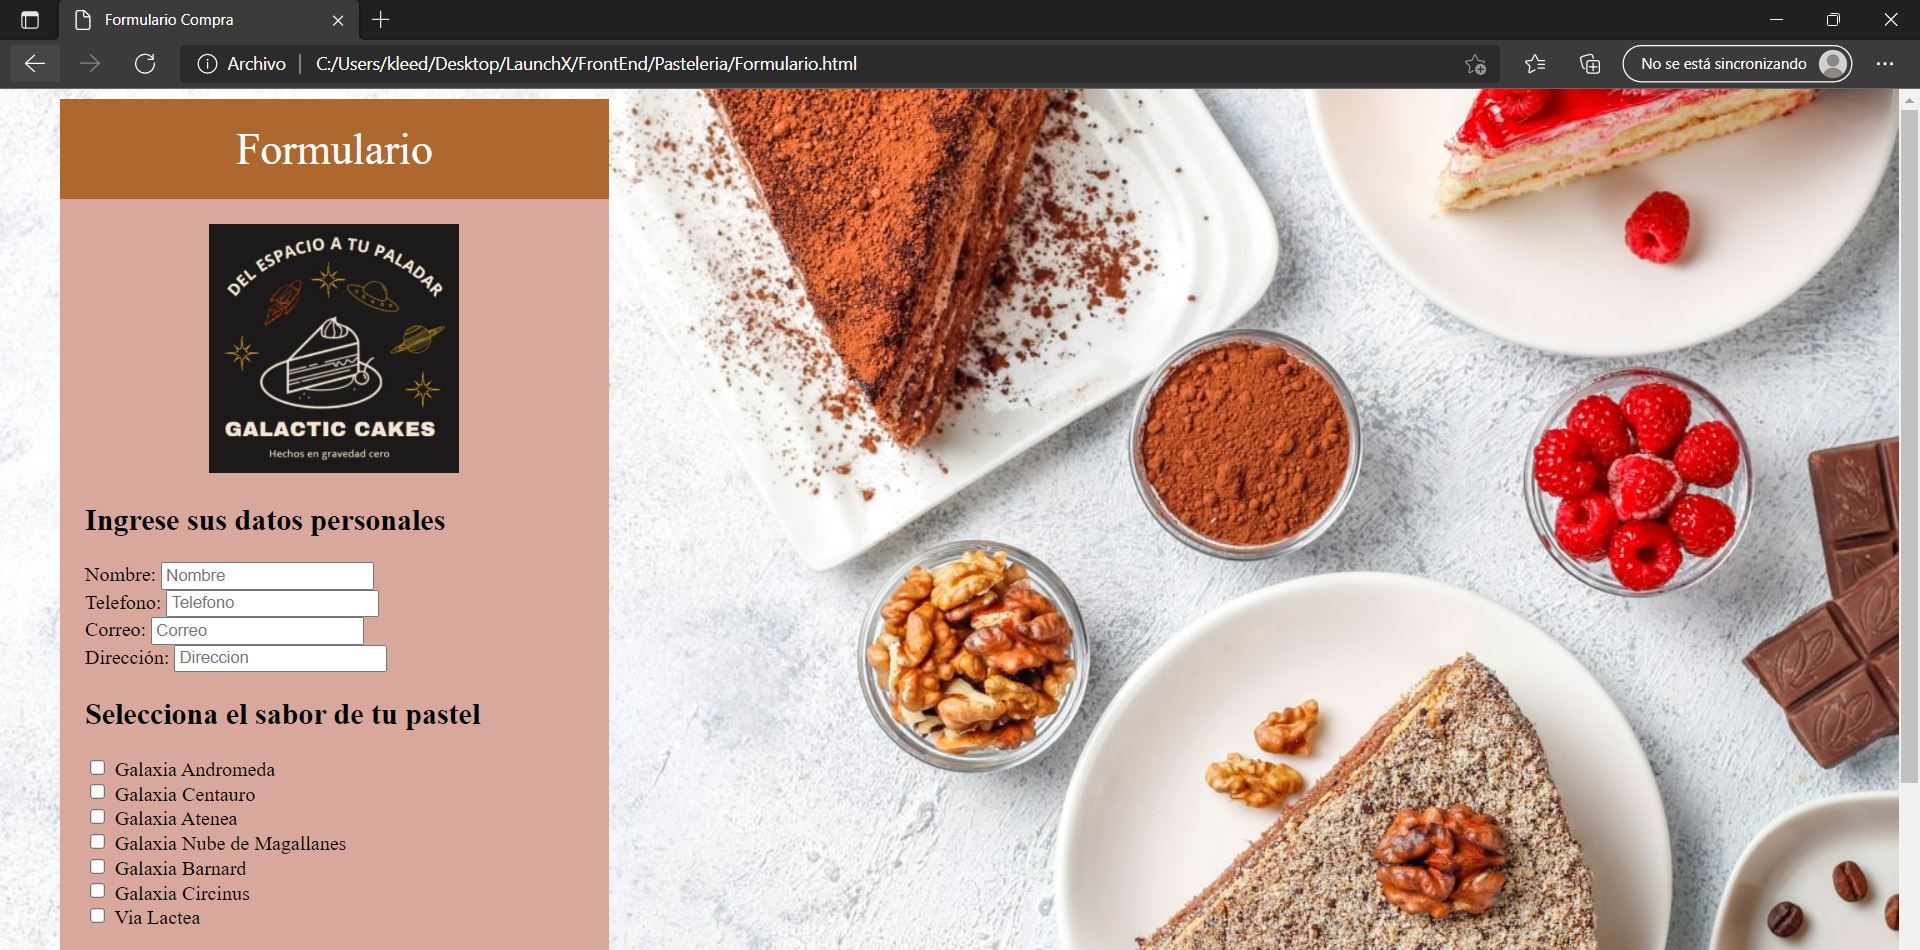 Formulario Compra
Archivo | C:/Users/kleed/Desktop/LaunchX/FrontEnd/Pasteleria/Formulario.html
No se está sincronizando
Formulario
DEL ESPACIO A TU PALADAR
GALACTIC CAKES
Hechos en gravedad cero
Ingrese sus datos personales
Nombre: Nombre
Telefono: Telefono
Correo: Correo
Dirección: Direccion
Selecciona el sabor de tu pastel
Galaxia Andromeda
Galaxia Centauro
Galaxia Atenea
Galaxia Nube de Magallanes
Galaxia Barnard
Galaxia Circinus
Via Lactea